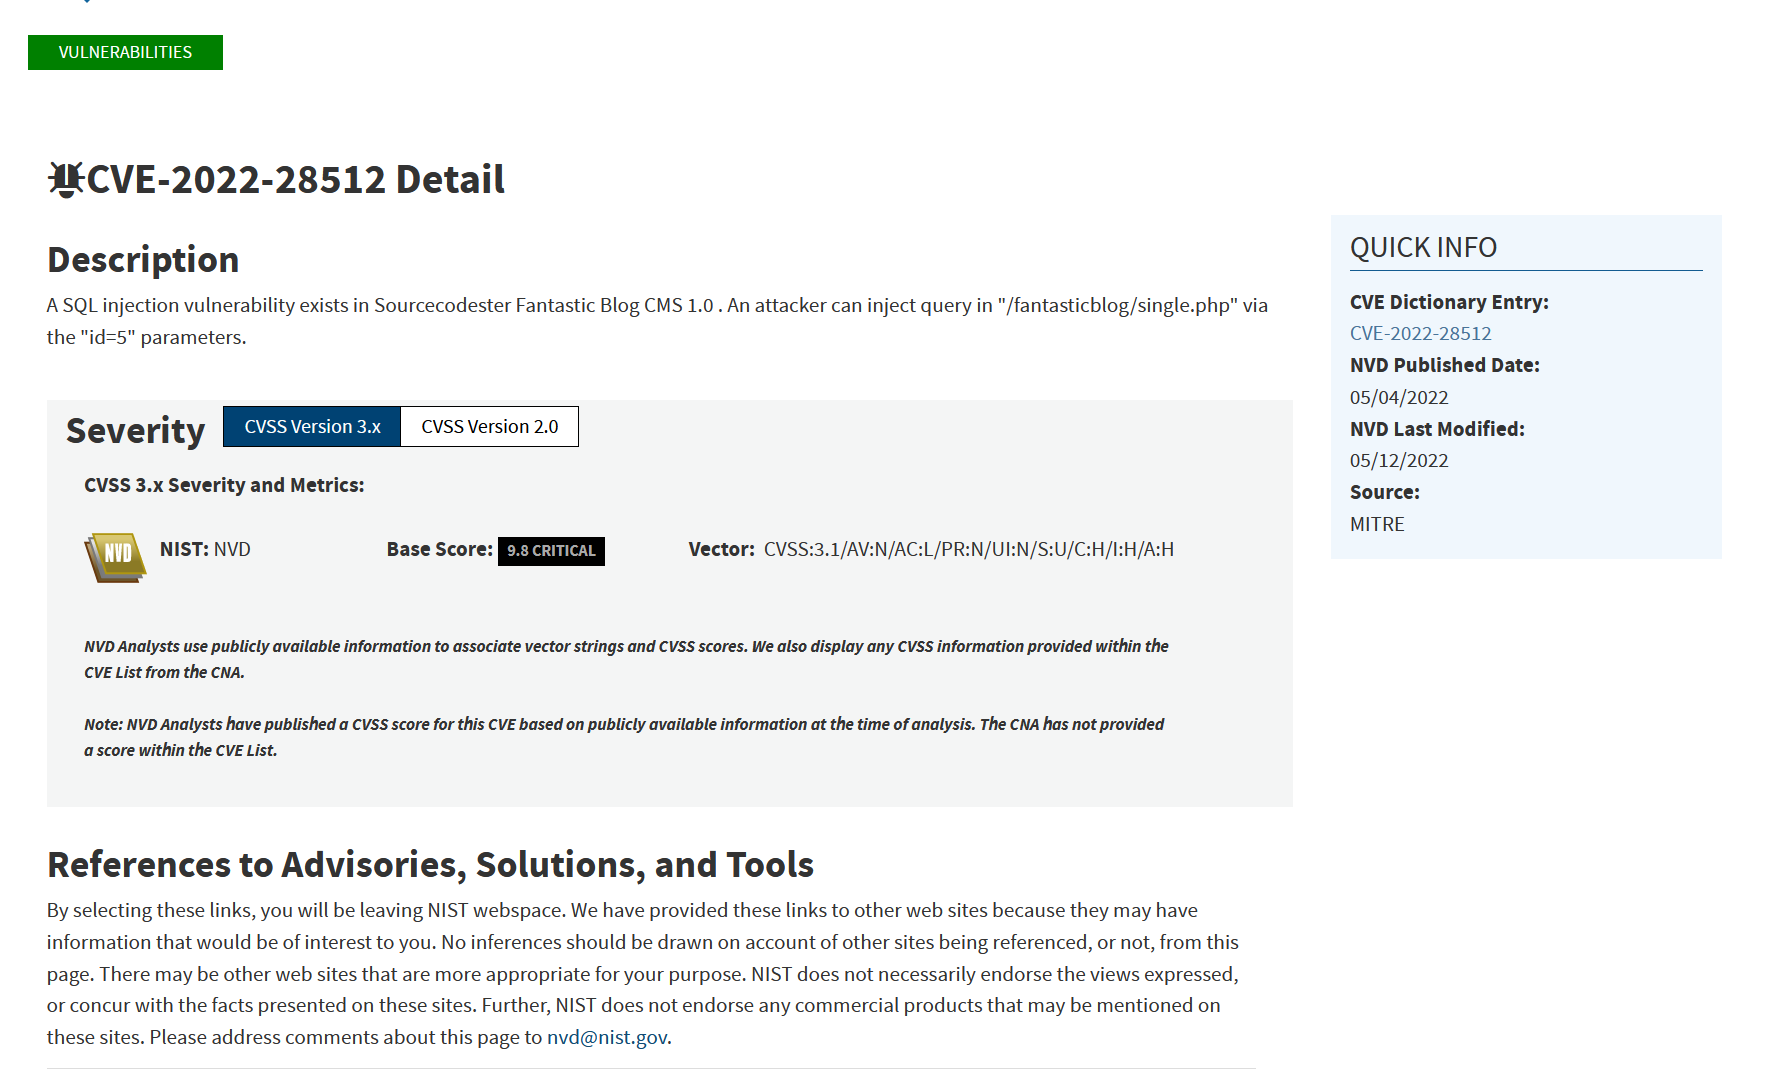 VULNERABILITIES
CVE-2022-28512 Detail
Description
A SQL injection vulnerability exists in Sourcecodester Fantastic Blog CMS 1.0 . An attacker can inject query in "/fantasticblog/single.php" via
the "id=5" parameters.
QUICK INFO
CVE Dictionary Entry:
CVE-2022-28512
NVD Published Date:
05/04/2022
NVD Last Modified:
05/12/2022
Source:
MITRE
Severity CVSS Version 3.x CVSS Version 2.0
CVSS 3.x Severity and Metrics:
NVD NIST: NVD Base Score: 9.8 CRITICAL Vector: CVSS:3.1/AV:N/AC:L/PR:N/UI:N/S:U/C:H/I:H/A:H
NVD Analysts use publicly available information to associate vector strings and CVSS scores. We also display any CVSS information provided within the
CVE List from the CNA.
Note: NVD Analysts have published a CVSS score for this CVE based on publicly available information at the time of analysis. The CNA has not provided
a score within the CVE List.
References to Advisories, Solutions, and Tools
By selecting these links, you will be leaving NIST webspace. We have provided these links to other web sites because they may have
information that would be of interest to you. No inferences should be drawn on account of other sites being referenced, or not, from this
page. There may be other web sites that are more appropriate for your purpose. NIST does not necessarily endorse the views expressed,
or concur with the facts presented on these sites. Further, NIST does not endorse any commercial products that may be mentioned on
these sites. Please address comments about this page to nvd@nist.gov.